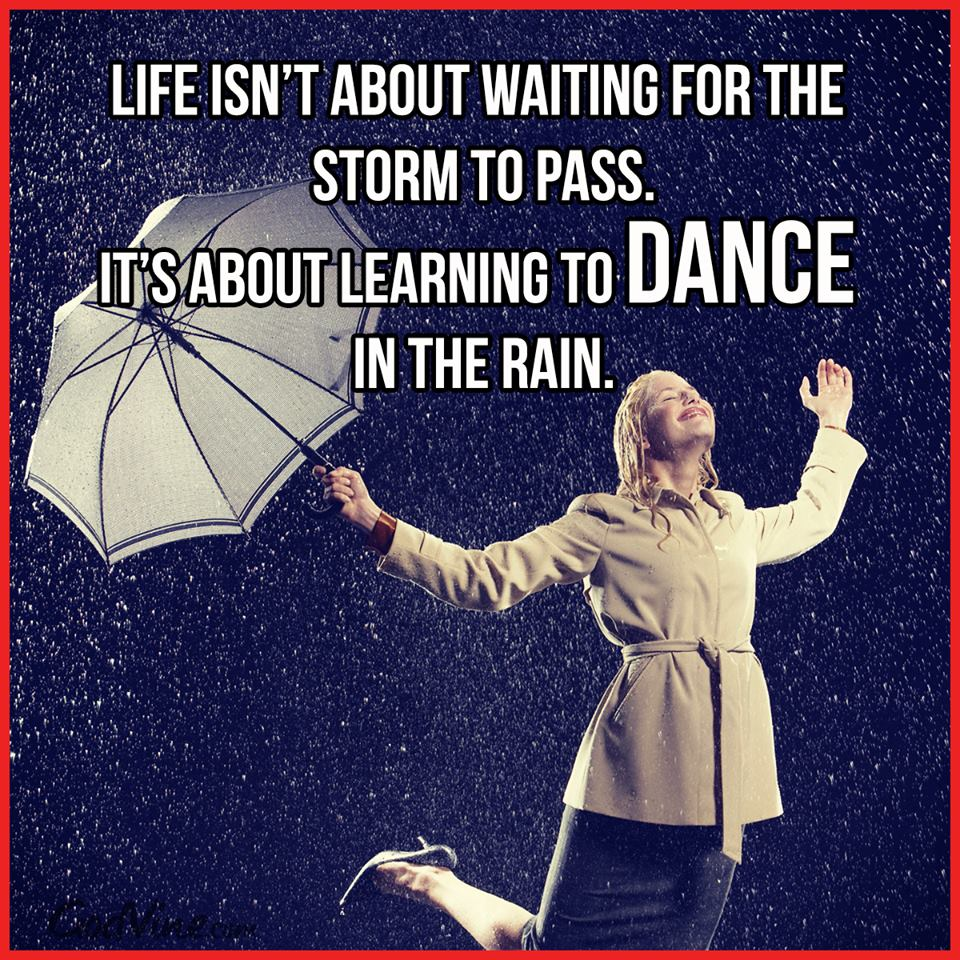 LIFE ISN'T ABOUT WAITING FOR THE
STORM TO PASS.
IT'S ABOUT LEARNING TO DANCE
IN THE RAIN.
GodVine.com